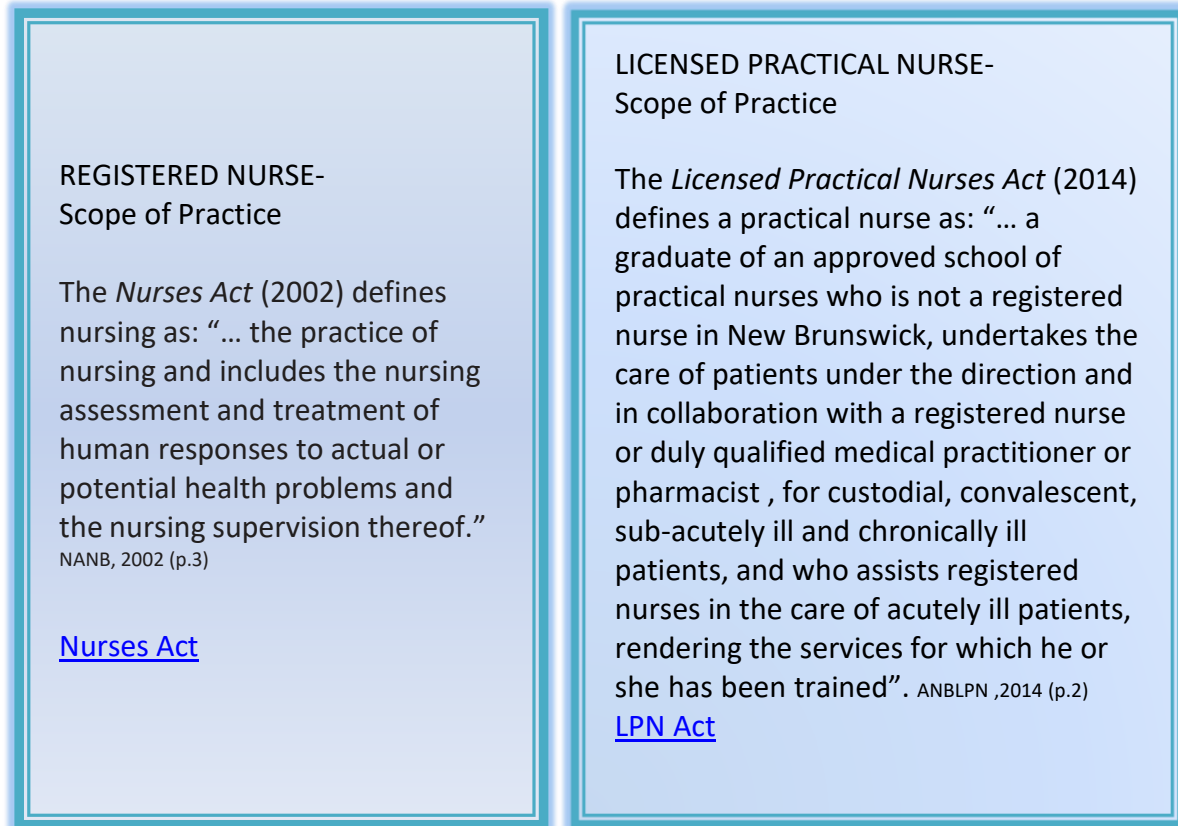 REGISTERED NURSE-
Scope of Practice
The Nurses Act (2002) defines
nursing as: “… the practice of
nursing and includes the nursing
assessment and treatment of
human responses to actual or
potential health problems and
the nursing supervision thereof.”
NANB, 2002 (p.3)
Nurses Act
LICENSED PRACTICAL NURSE-
Scope of Practice
The Licensed Practical Nurses Act (2014)
defines a practical nurse as: “… a
graduate of an approved school of
practical nurses who is not a registered
nurse in New Brunswick, undertakes the
care of patients under the direction and
in collaboration with a registered nurse
or duly qualified medical practitioner or
pharmacist , for custodial, convalescent,
sub-acutely ill and chronically ill
patients, and who assists registered
nurses in the care of acutely ill patients,
rendering the services for which he or
she has been trained”. ANBLPN ,2014 (p.2)
LPN Act